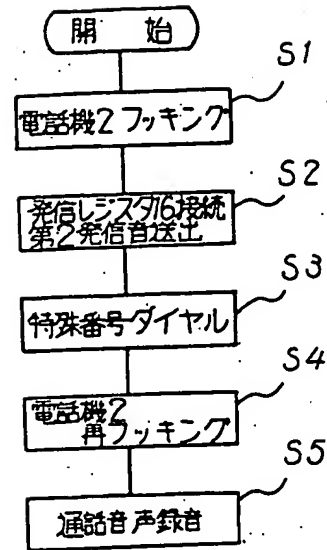 開始
S1
電話機2フッキング
S2
発信レジスタ16接続
第2発信音送出
S3
特殊番号ダイヤル
S4
電話機2
再フッキング
S5
通話音声録音